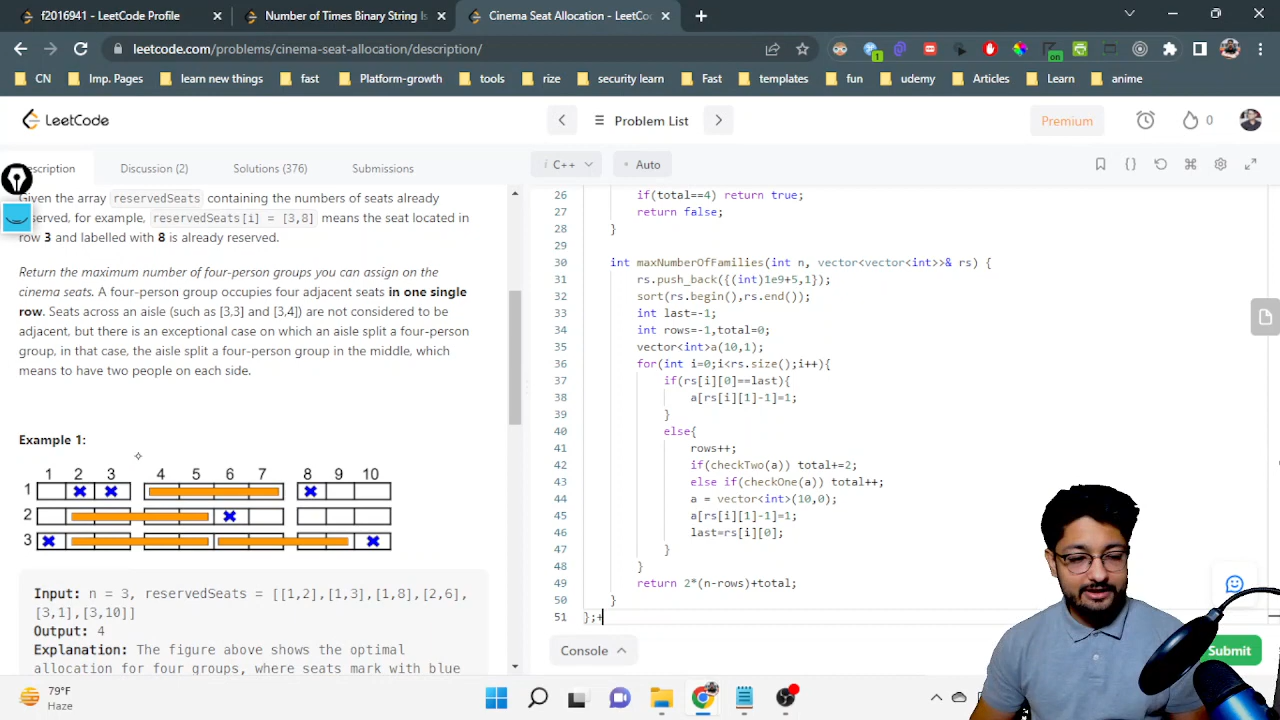 f2016941 - LeetCode Profile
Number of Times Binary String Is
Cinema Seat Allocation - LeetCo
leetcode.com/problems/cinema-seat-allocation/description/
1
on
CN
Imp. Pages
learn new things
fast
Platform-growth
tools
rise
security learn
Fast
templates
fun
udemy
Articles
Learn
anime
LeetCode
Problem List
Premium
0
escription
Discussion (2)
Solutions (376)
Submissions
i C++
Auto
Given the array reservedSeats containing the numbers of seats already
eserved, for example, reservedSeats[i] = [3,8] means the seat located in
row 3 and labelled with 8 is already reserved.
Return the maximum number of four-person groups you can assign on the
cinema seats. A four-person group occupies four adjacent seats in one single
row. Seats across an aisle (such as [3,3] and [3,4]) are not considered to be
adjacent, but there is an exceptional case on which an aisle split a four-person
group, in that case, the aisle split a four-person group in the middle, which
means to have two people on each side.
Example 1:
1 2 3 4 5 6 7 8 9 10
1
2
3
Input: n = 3, reservedSeats = [[1,2],[1,3],[1,8],[2,6],
[3,1],[3,10]]
Output: 4
Explanation: The figure above shows the optimal
allocation for four groups, where seats mark with blue
26 if(total==4) return true;
27 return false;
28 }
29
30 int maxNumberOfFamilies(int n, vector<vector<int>>& rs) {
31 rs.push_back({(int)1e9+5,1});
32 sort(rs.begin(),rs.end());
33 int last=-1;
34 int rows=-1,total=0;
35 vector<int>a(10,1);
36 for(int i=0;i<rs.size();i++){
37 if(rs[i][0]==last){
38 a[rs[i][1]-1]=1;
39 }
40 else{
41 rows++;
42 if(checkTwo(a)) total+=2;
43 else if(checkOne(a)) total++;
44 a = vector<int>(10,0);
45 a[rs[i][1]-1]=1;
46 last=rs[i][0];
47 }
48 }
49 return 2*(n-rows)+total;
50 }
51 };+
Console
Submit
79°F
Haze